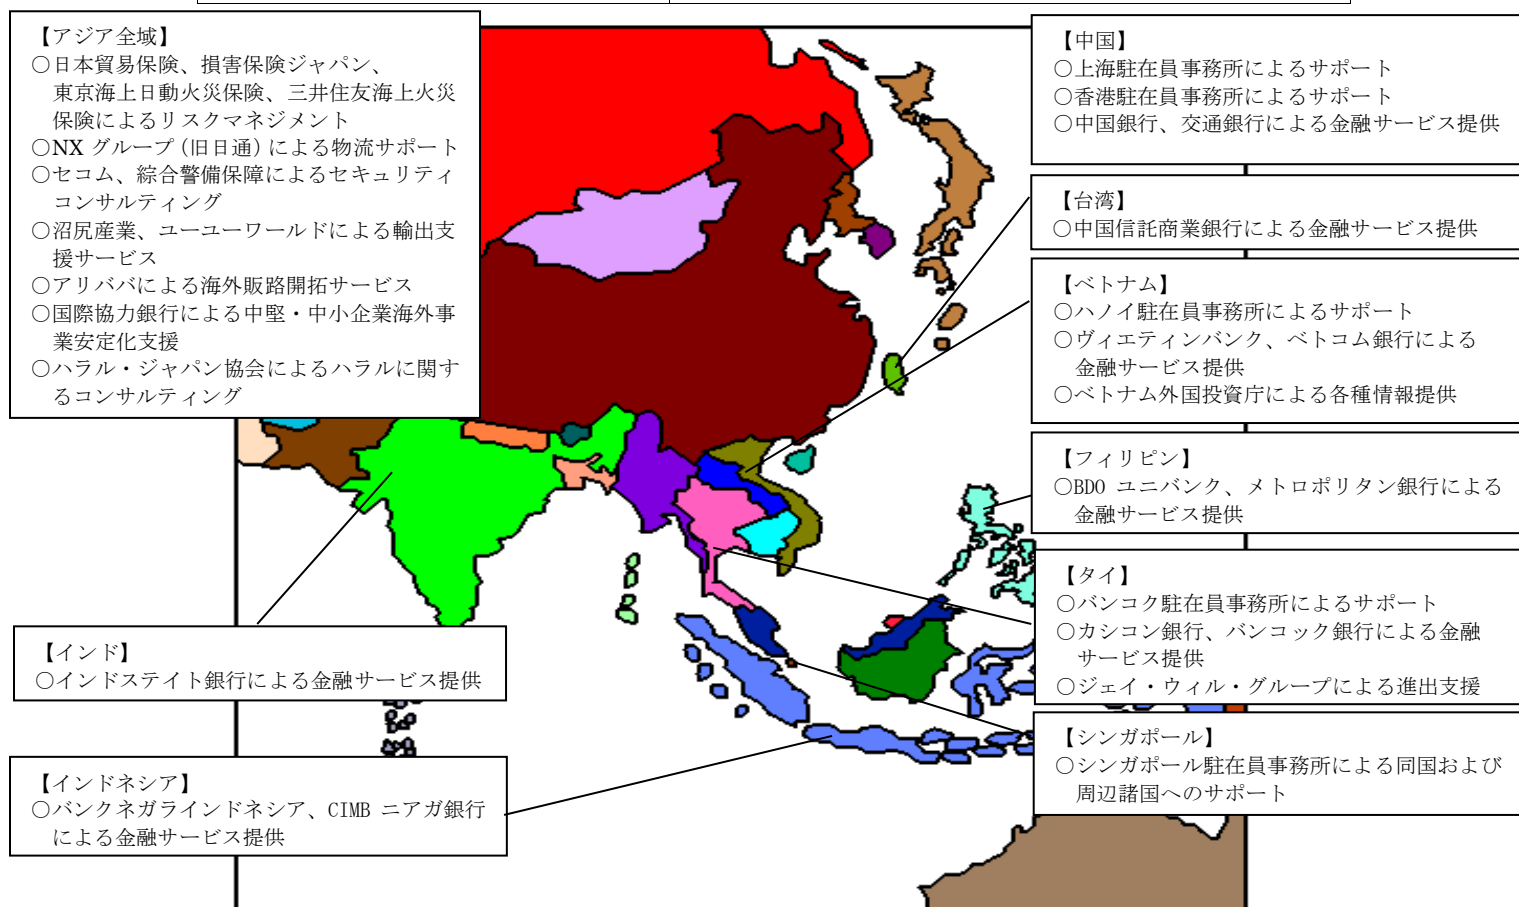 【アジア全域】
○日本貿易保険、損害保険ジャパン、
東京海上日動火災保険、三井住友海上火災
保険によるリスクマネジメント
○NX グループ（旧日通）による物流サポート
○セコム、綜合警備保障によるセキュリティ
コンサルティング
○沼尻産業、ユーユーワールドによる輸出支
援サービス
○アリババによる海外販路開拓サービス
○国際協力銀行による中堅・中小企業海外事
業安定化支援
○ハラル・ジャパン協会によるハラルに関す
るコンサルティング
【インド】
○インドステイト銀行による金融サービス提供
【インドネシア】
○バンクネガラインドネシア、CIMB ニアガ銀行
による金融サービス提供
【中国】
○上海駐在員事務所によるサポート
○香港駐在員事務所によるサポート
○中国銀行、交通銀行による金融サービス提供
【台湾】
○中国信託商業銀行による金融サービス提供
【ベトナム】
○ハノイ駐在員事務所によるサポート
○ヴィエティンバンク、ベトコム銀行による
金融サービス提供
○ベトナム外国投資庁による各種情報提供
【フィリピン】
○BDO ユニバンク、メトロポリタン銀行による
金融サービス提供
【タイ】
○バンコク駐在員事務所によるサポート
○カシコン銀行、バンコック銀行による金融
サービス提供
○ジェイ・ウィル・グループによる進出支援
【シンガポール】
○シンガポール駐在員事務所による同国および
周辺諸国へのサポート